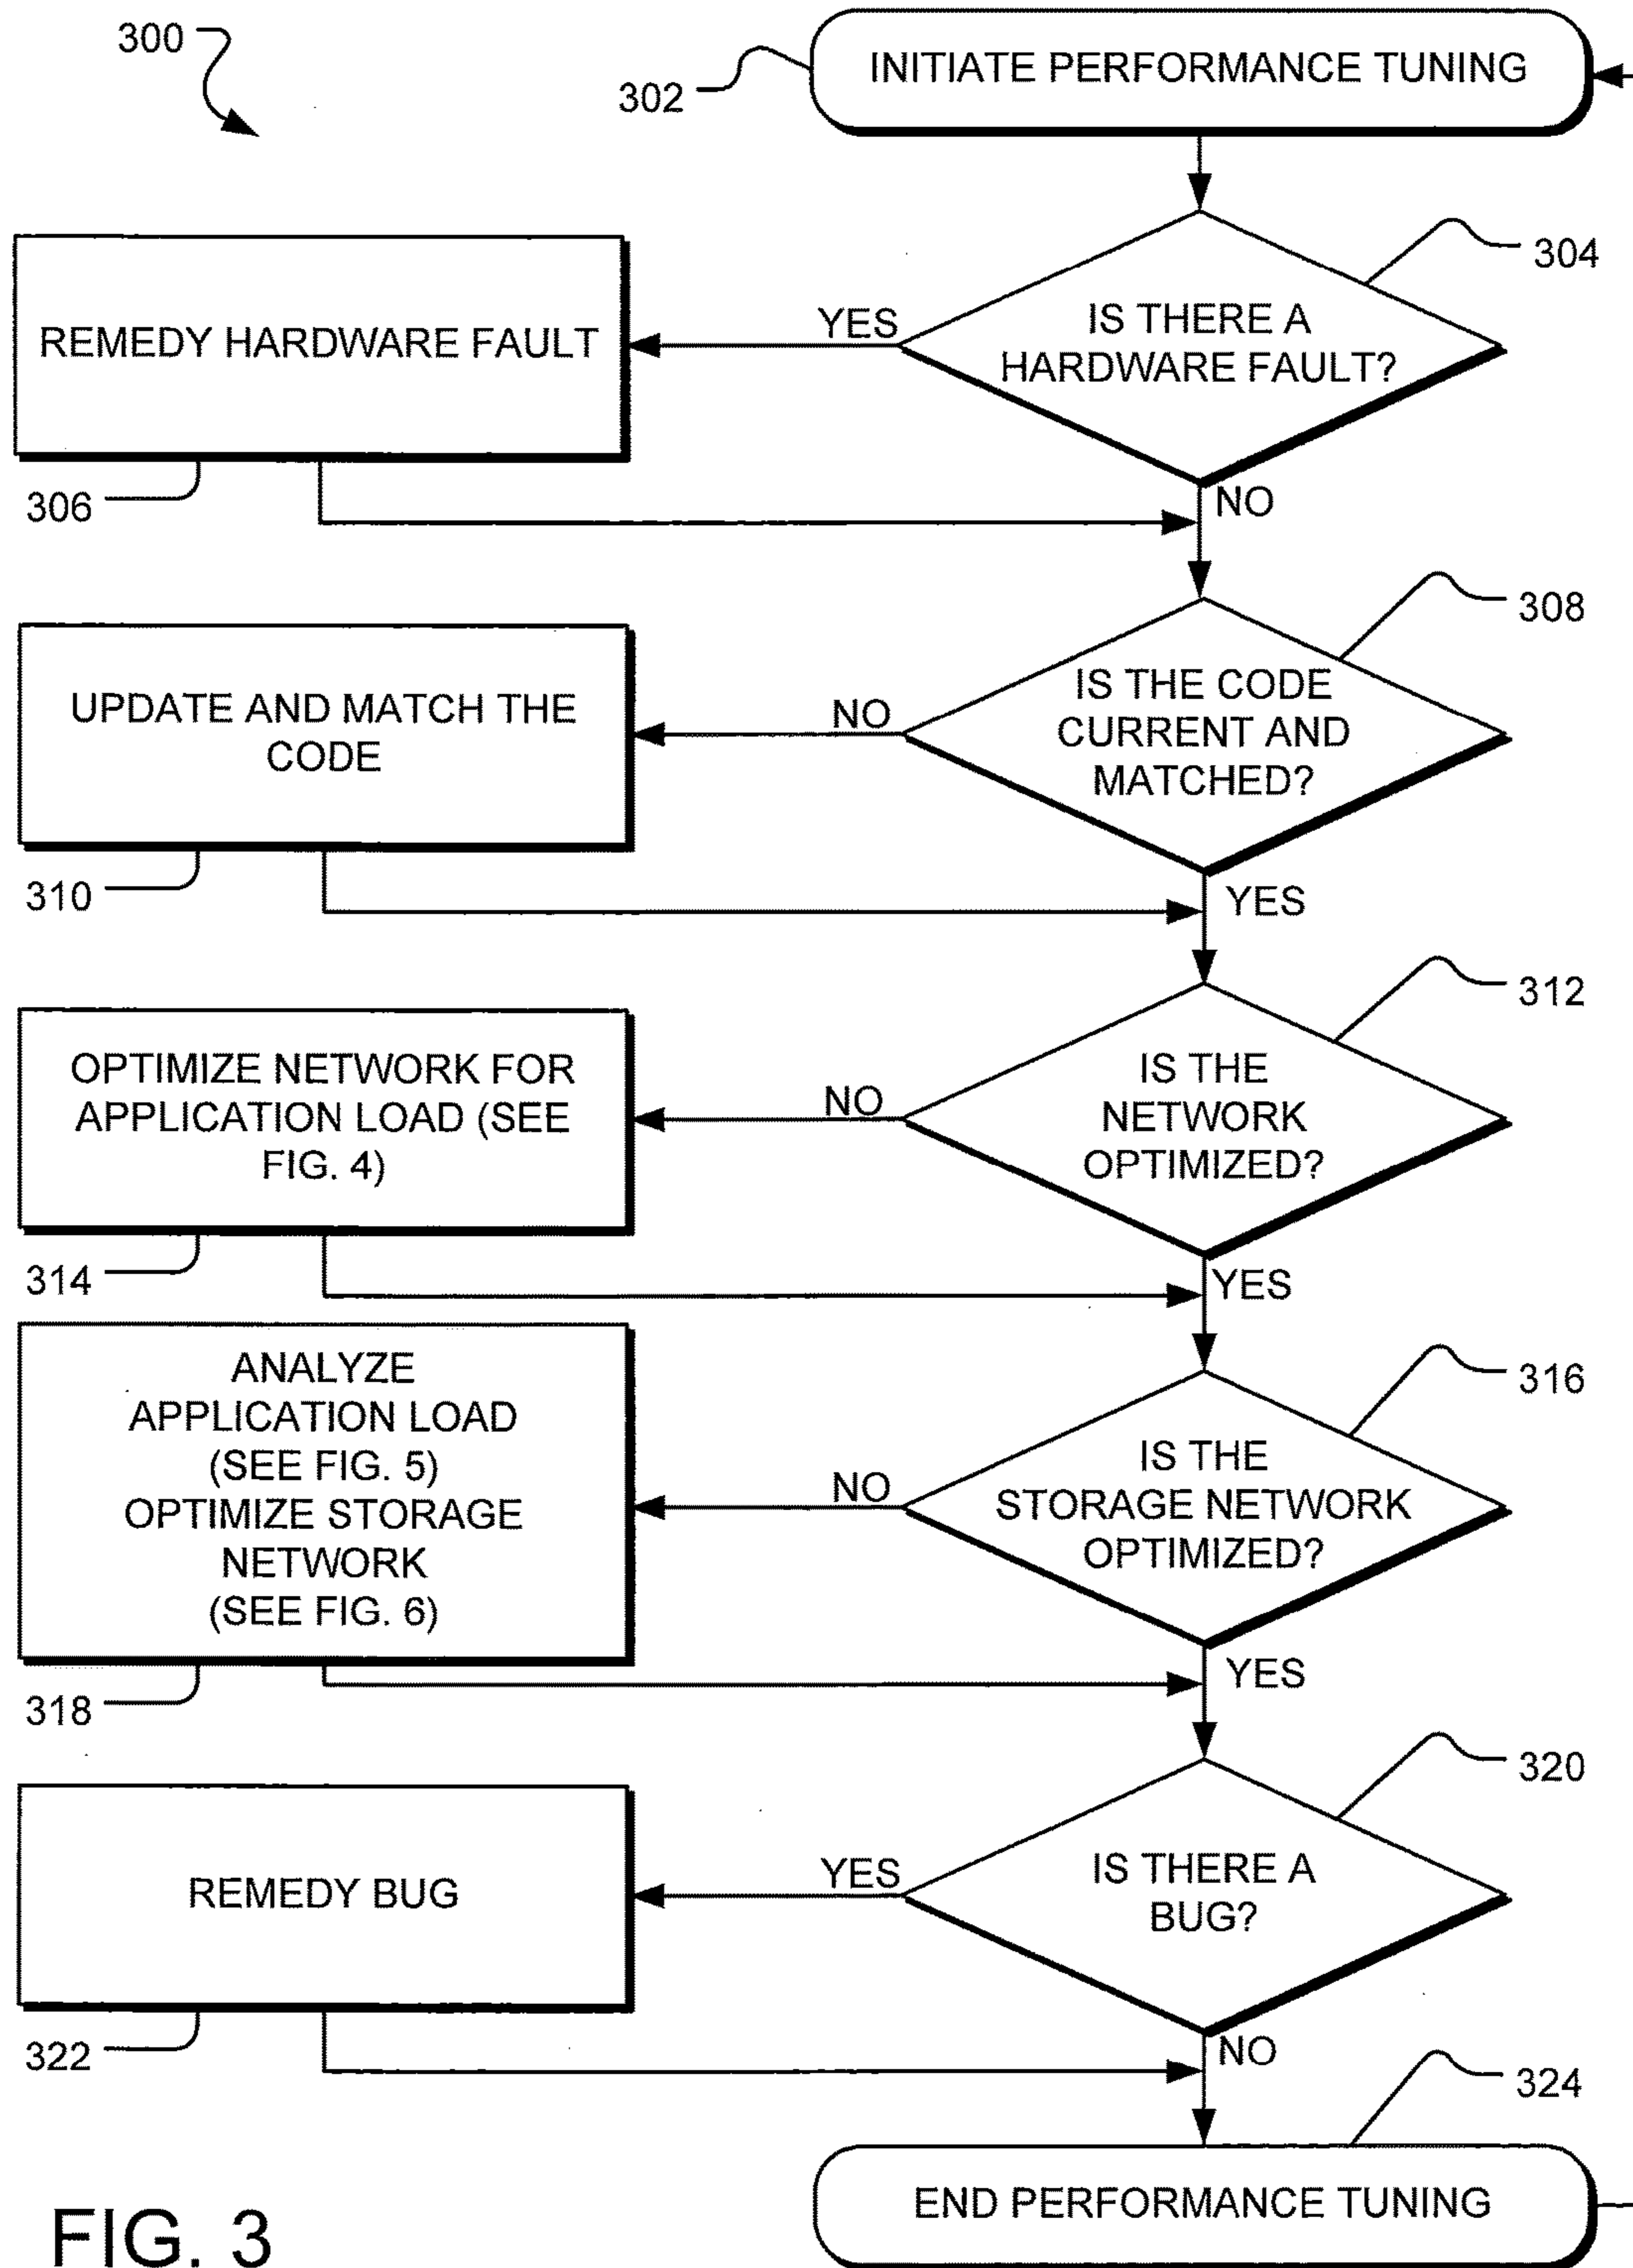 300
302
INITIATE PERFORMANCE TUNING
304
IS THERE A
HARDWARE FAULT?
YES
REMEDY HARDWARE FAULT
306
NO
308
IS THE CODE
CURRENT AND
MATCHED?
NO
UPDATE AND MATCH THE
CODE
310
YES
312
IS THE
NETWORK
OPTIMIZED?
NO
OPTIMIZE NETWORK FOR
APPLICATION LOAD (SEE
FIG. 4)
314
YES
316
IS THE
STORAGE NETWORK
OPTIMIZED?
NO
ANALYZE
APPLICATION LOAD
(SEE FIG. 5)
OPTIMIZE STORAGE
NETWORK
(SEE FIG. 6)
318
YES
320
IS THERE A
BUG?
YES
REMEDY BUG
322
NO
324
END PERFORMANCE TUNING
FIG. 3